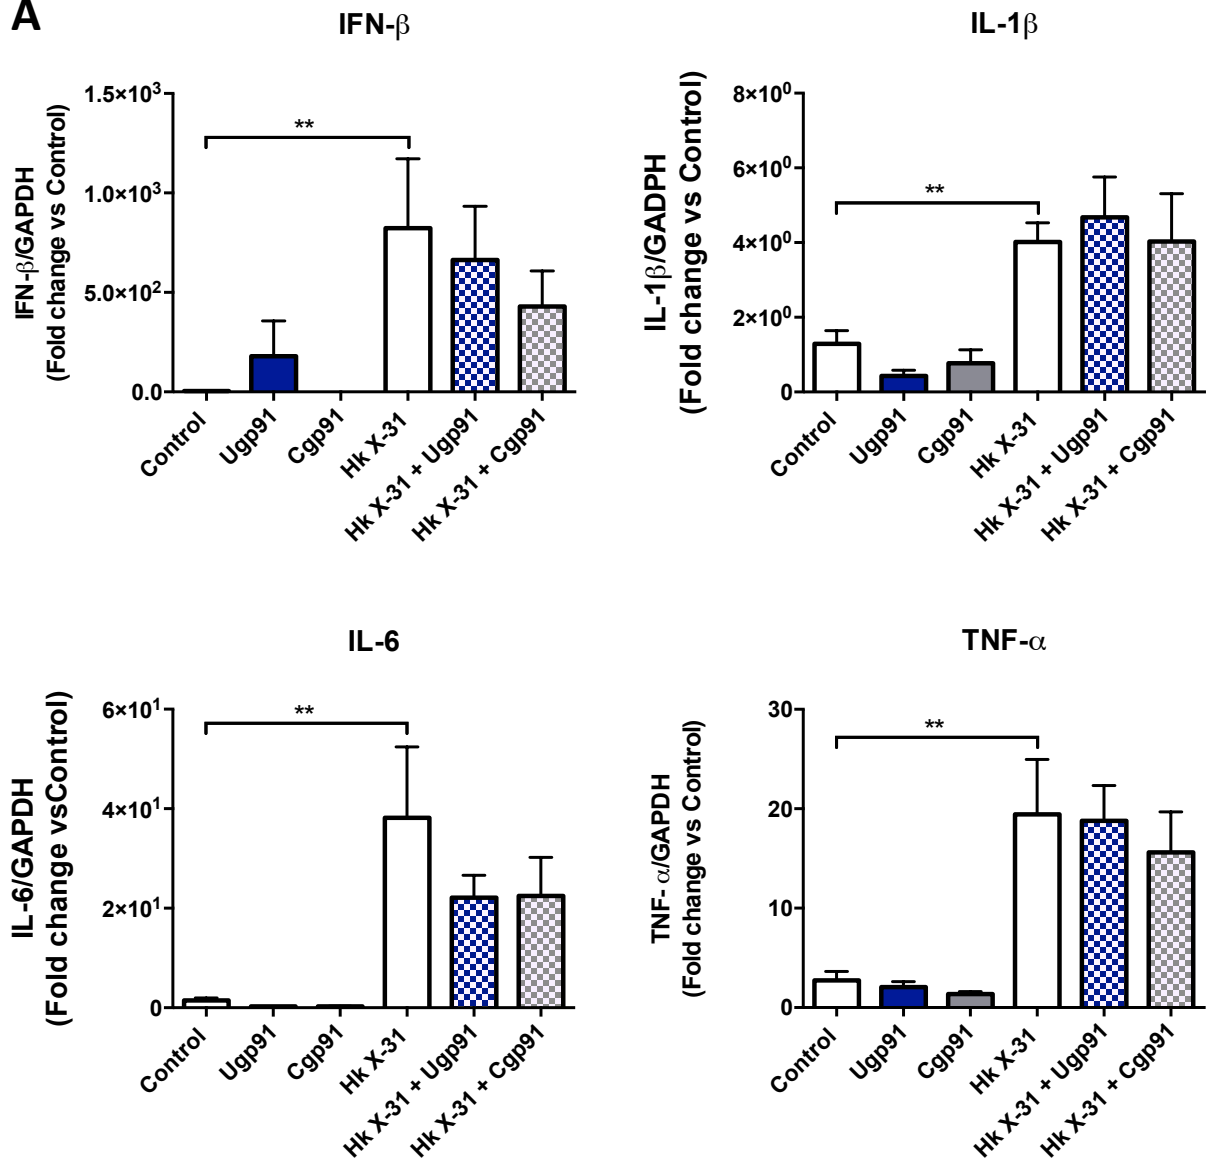 A
IFN-β
IFN-β/GAPDH
(Fold change vs Control)
1.5×10³
1.0×10³
5.0×10²
0.0
**
Control
Ugp91
Cgp91
Hk X-31
Hk X-31 + Ugp91
Hk X-31 + Cgp91
IL-1β
IL-1β/GADPH
(Fold change vs Control)
8×10⁰
6×10⁰
4×10⁰
2×10⁰
0
**
Control
Ugp91
Cgp91
Hk X-31
Hk X-31 + Ugp91
Hk X-31 + Cgp91
IL-6
IL-6/GAPDH
(Fold change vsControl)
6×10¹
4×10¹
2×10¹
0
**
Control
Ugp91
Cgp91
Hk X-31
Hk X-31 + Ugp91
Hk X-31 + Cgp91
TNF-α
TNF- α/GAPDH
(Fold change vs Control)
30
20
10
0
**
Control
Ugp91
Cgp91
Hk X-31
Hk X-31 + Ugp91
Hk X-31 + Cgp91